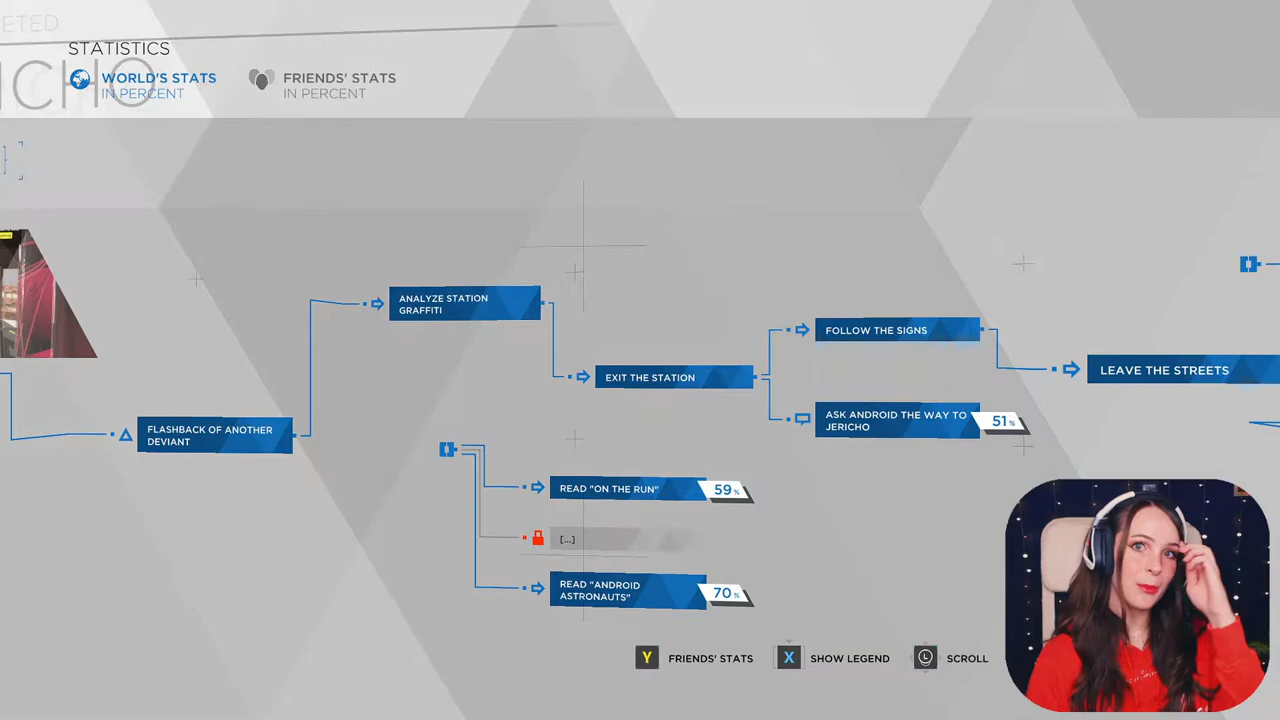 ETED
STATISTICS
ICHO
WORLD'S STATS
IN PERCENT
FRIENDS' STATS
IN PERCENT
ANALYZE STATION
GRAFFITI
FLASHBACK OF ANOTHER
DEVIANT
EXIT THE STATION
FOLLOW THE SIGNS
LEAVE THE STREETS
ASK ANDROID THE WAY TO
JERICHO
51%
READ "ON THE RUN"
59%
[...]
READ "ANDROID
ASTRONAUTS"
70%
Y FRIENDS' STATS
X SHOW LEGEND
L SCROLL